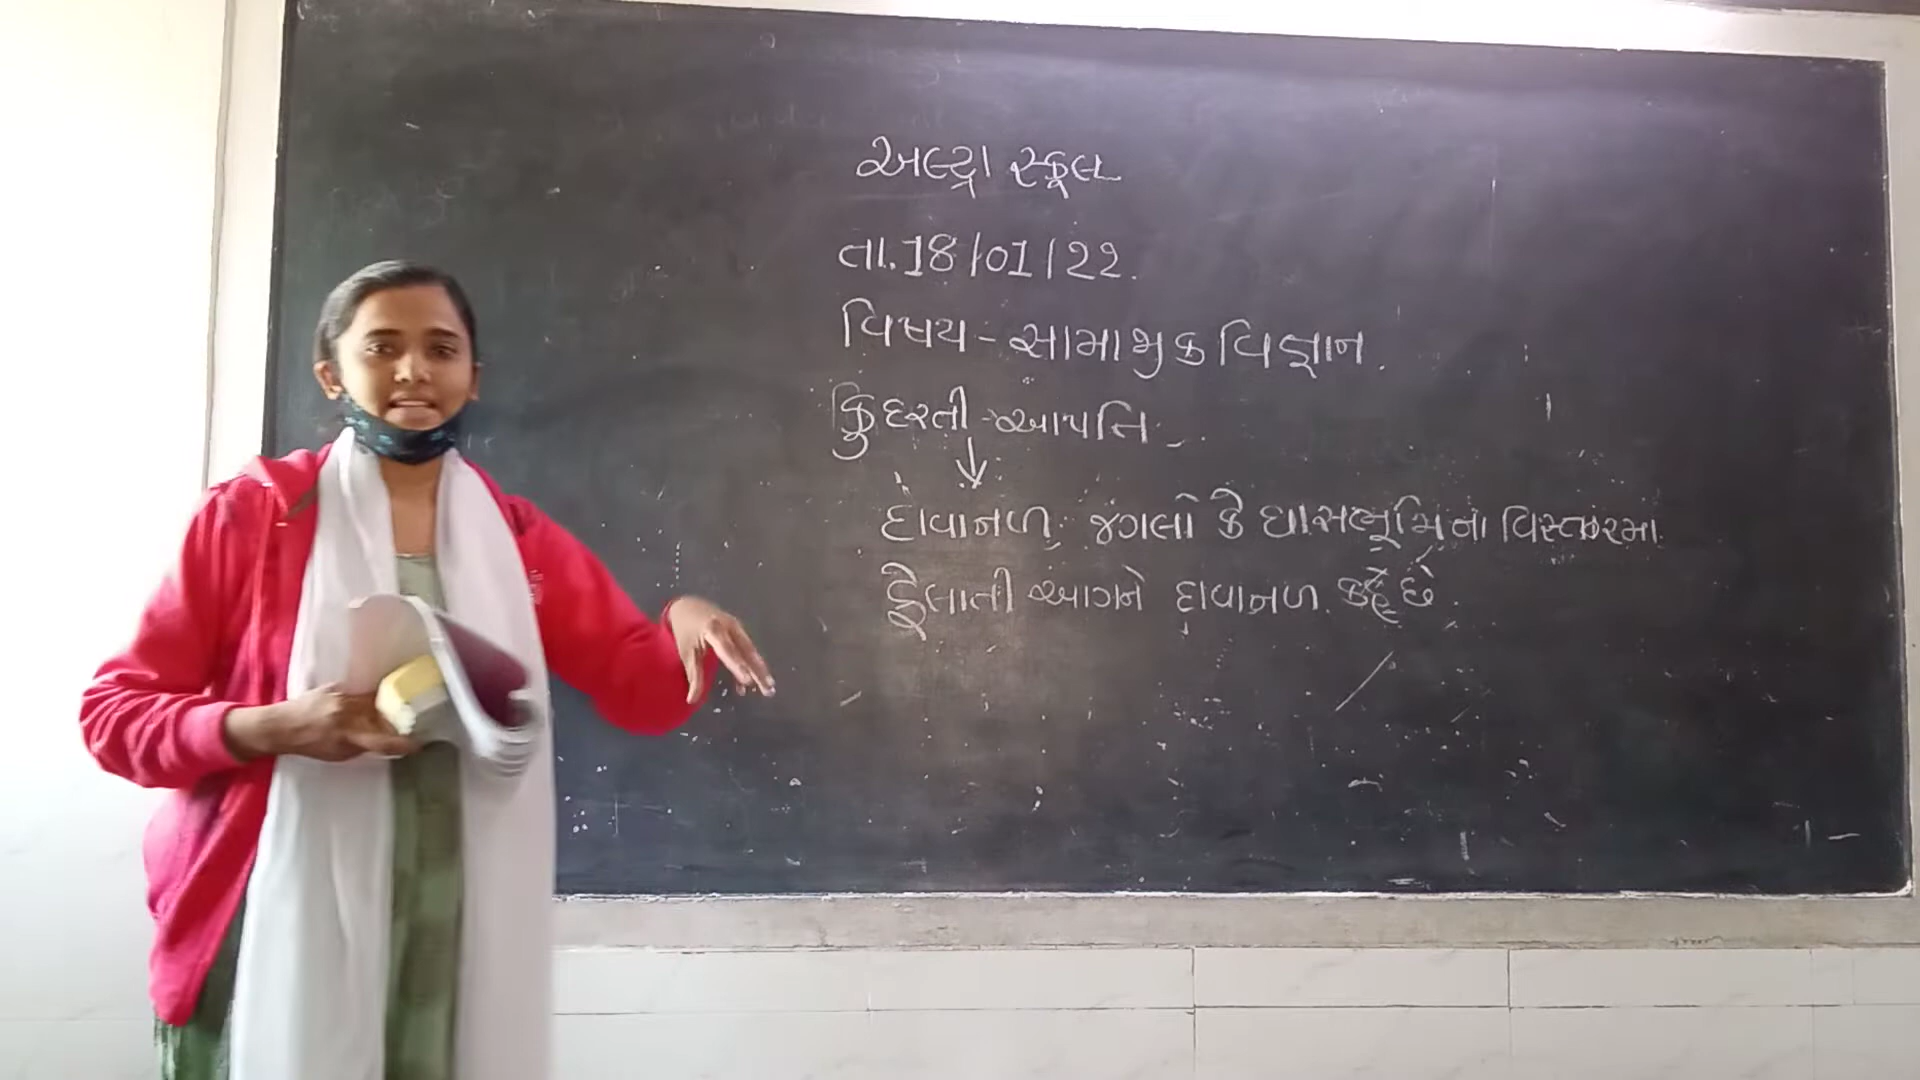 અલ્ટ્રા સ્કૂલ
તા.18/01/22.
વિષય - સામાજીક વિજ્ઞાન.
કુદરતી આપત્તિ -
દાવાનળ: જંગલો કે ઘાસભૂમિના વિસ્તારમા
ફેલાતી આગને દાવાનળ કહે છે.